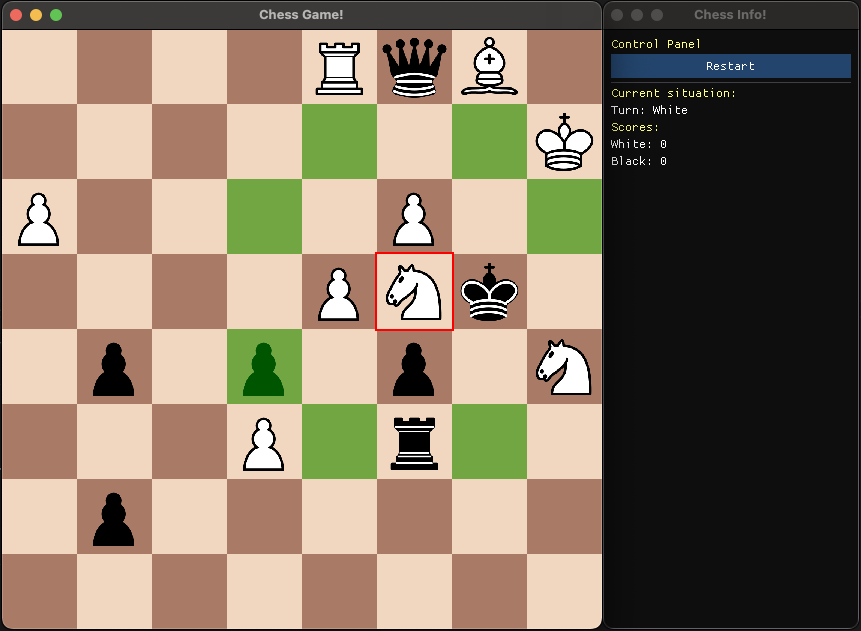 Chess Game!
Chess Info!
Control Panel
Restart
Current situation:
Turn: White
Scores:
White: 0
Black: 0